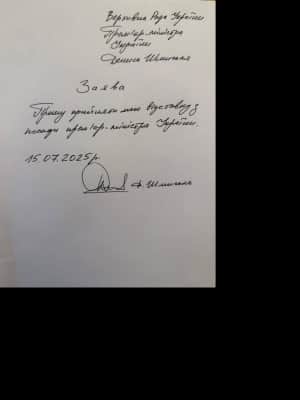 Верховна Рада України
Прем'єр-міністра
України
Дениса Шмигаля
Заява
Прошу прийняти мою відставку з
посади прем'єр-міністра України.
15.07.2025р.
Д. Шмигаль